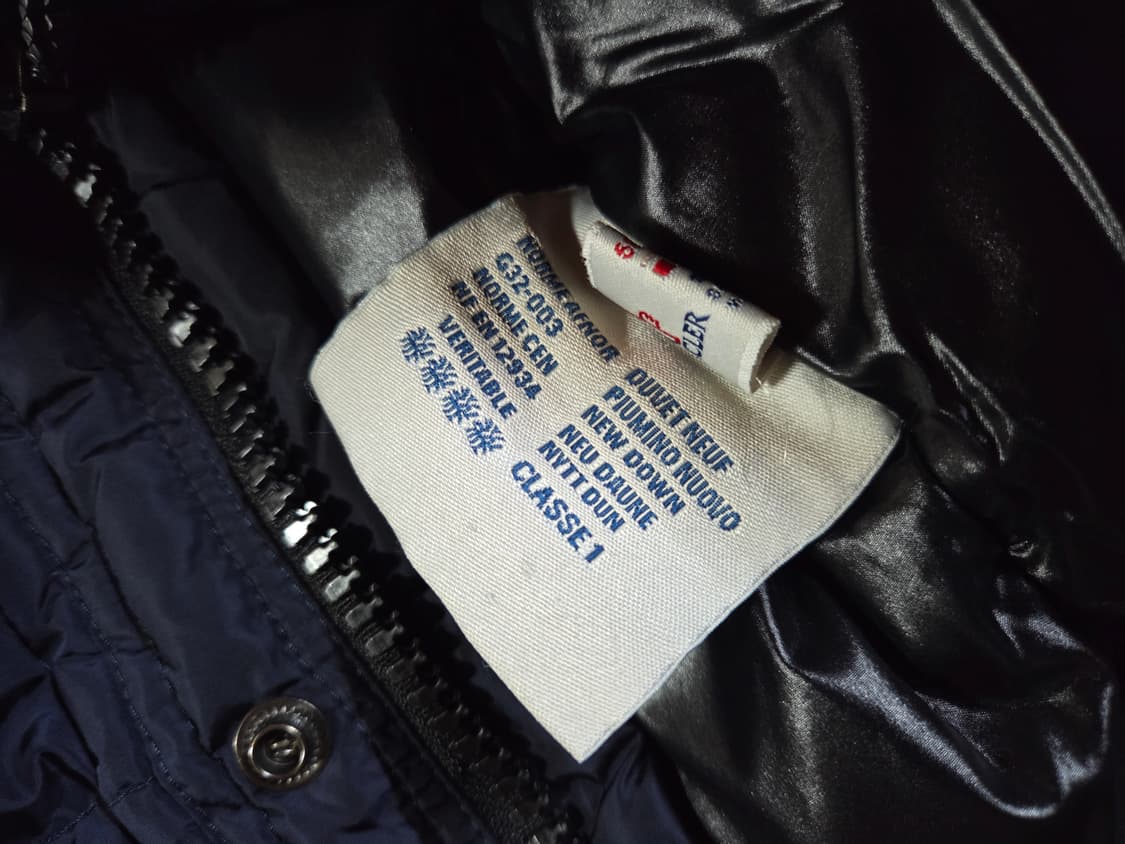 NORME AFNOR
G32-003
NORME CEN
NF EN 12934
VERITABLE
DUVET NEUF
PIUMINO NUOVO
NEW DOWN
NEU DAUNE
NYTT DUN
CLASSE 1